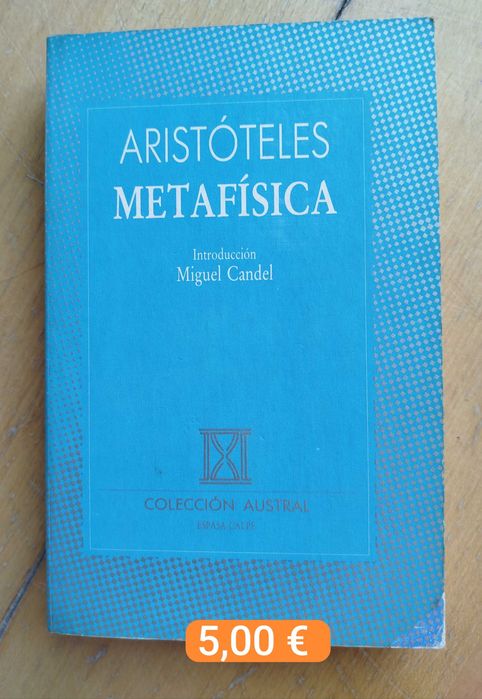 ARISTÓTELES
METAFÍSICA
Introducción
Miguel Candel
COLECCIÓN AUSTRAL
ESPASA CALPE
5,00 €